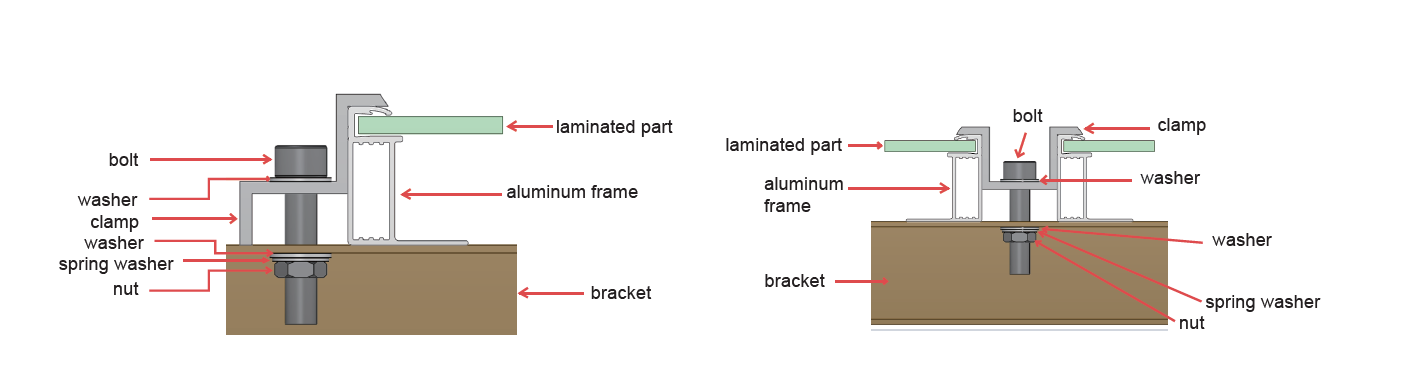 laminated part
bolt
washer
clamp
washer
spring washer
nut
aluminum frame
bracket
bolt
clamp
laminated part
washer
aluminum
frame
washer
bracket
spring washer
nut